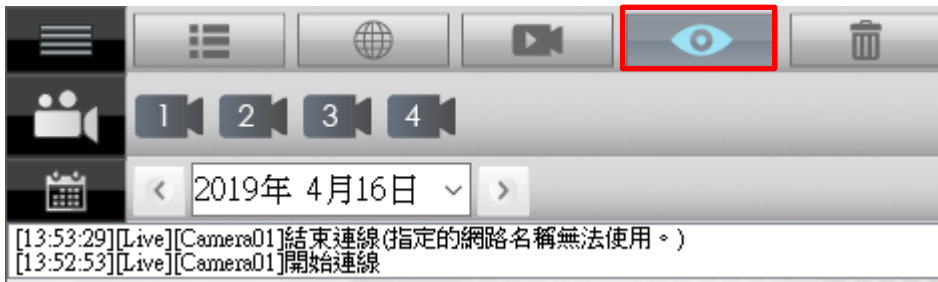 1 2 3 4
2019年 4月16日
[13:53:29][Live][Camera01]結束連線(指定的網路名稱無法使用。)
[13:52:53][Live][Camera01]開始連線